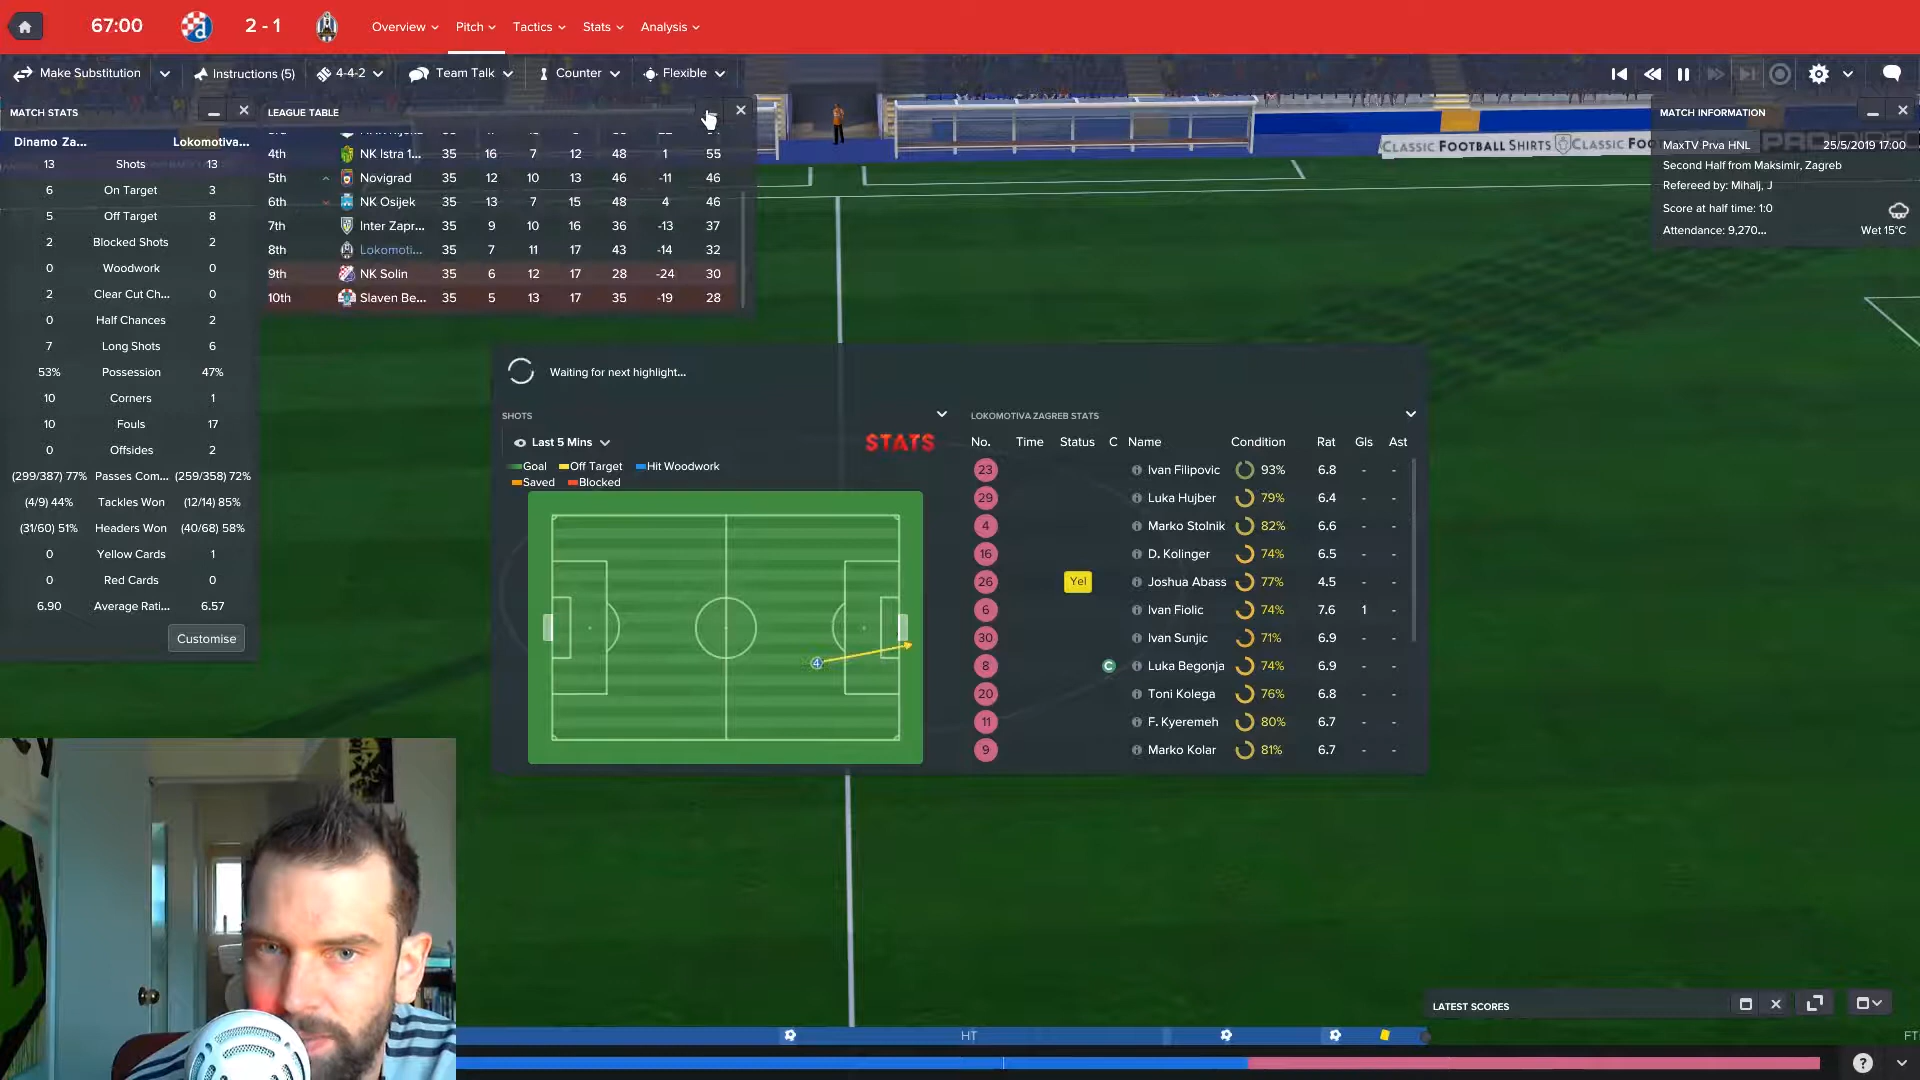 67:00
2 - 1
Overview
Pitch
Tactics
Stats
Analysis
Make Substitution
Instructions (5)
4-4-2
Team Talk
Counter
Flexible
MATCH STATS
Dinamo Za... Lokomotiva...
13 Shots 13
6 On Target 3
5 Off Target 8
2 Blocked Shots 2
0 Woodwork 0
2 Clear Cut Ch... 0
0 Half Chances 2
7 Long Shots 6
53% Possession 47%
10 Corners 1
10 Fouls 17
0 Offsides 2
(299/387) 77% Passes Com... (259/358) 72%
(4/9) 44% Tackles Won (12/14) 85%
(31/60) 51% Headers Won (40/68) 58%
0 Yellow Cards 1
0 Red Cards 0
6.90 Average Rati... 6.57
Customise
LEAGUE TABLE
4th NK Istra 1... 35 16 7 12 48 1 55
5th Novigrad 35 12 10 13 46 -11 46
6th NK Osijek 35 13 7 15 48 4 46
7th Inter Zapr... 35 9 10 16 36 -13 37
8th Lokomoti... 35 7 11 17 43 -14 32
9th NK Solin 35 6 12 17 28 -24 30
10th Slaven Be... 35 5 13 17 35 -19 28
CLASSIC FOOTBALL SHIRTS CLASSIC FOO
MATCH INFORMATION
MaxTV Prva HNL 25/5/2019 17:00
Second Half from Maksimir, Zagreb
Refereed by: Mihalj, J
Score at half time: 1:0
Attendance: 9,270... Wet 15°C
Waiting for next highlight...
SHOTS
Last 5 Mins
STATS
Goal Off Target Hit Woodwork
Saved Blocked
4
LOKOMOTIVA ZAGREB STATS
No. Time Status C Name Condition Rat Gls Ast
23 Ivan Filipovic 93% 6.8 - -
29 Luka Hujber 79% 6.4 - -
4 Marko Stolnik 82% 6.6 - -
16 D. Kolinger 74% 6.5 - -
26 Yel Joshua Abass 77% 4.5 - -
6 Ivan Fiolic 74% 7.6 1 -
30 Ivan Sunjic 71% 6.9 - -
8 C Luka Begonja 74% 6.9 - -
20 Toni Kolega 76% 6.8 - -
11 F. Kyeremeh 80% 6.7 - -
9 Marko Kolar 81% 6.7 - -
LATEST SCORES
HT
FT
?